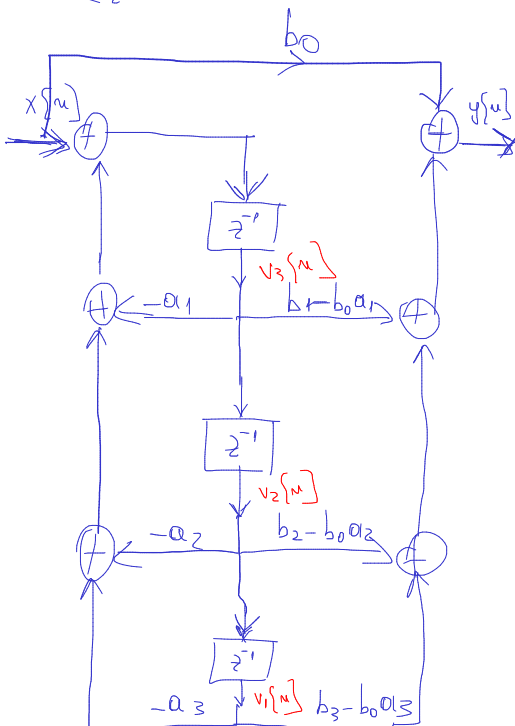 b0
x[n]
y[n]
+
+
z⁻¹
v3[n]
+
-a1
b1-b0a1
+
z⁻¹
v2[n]
+
-a2
b2-b0a2
+
z⁻¹
v1[n]
-a3
b3-b0a3